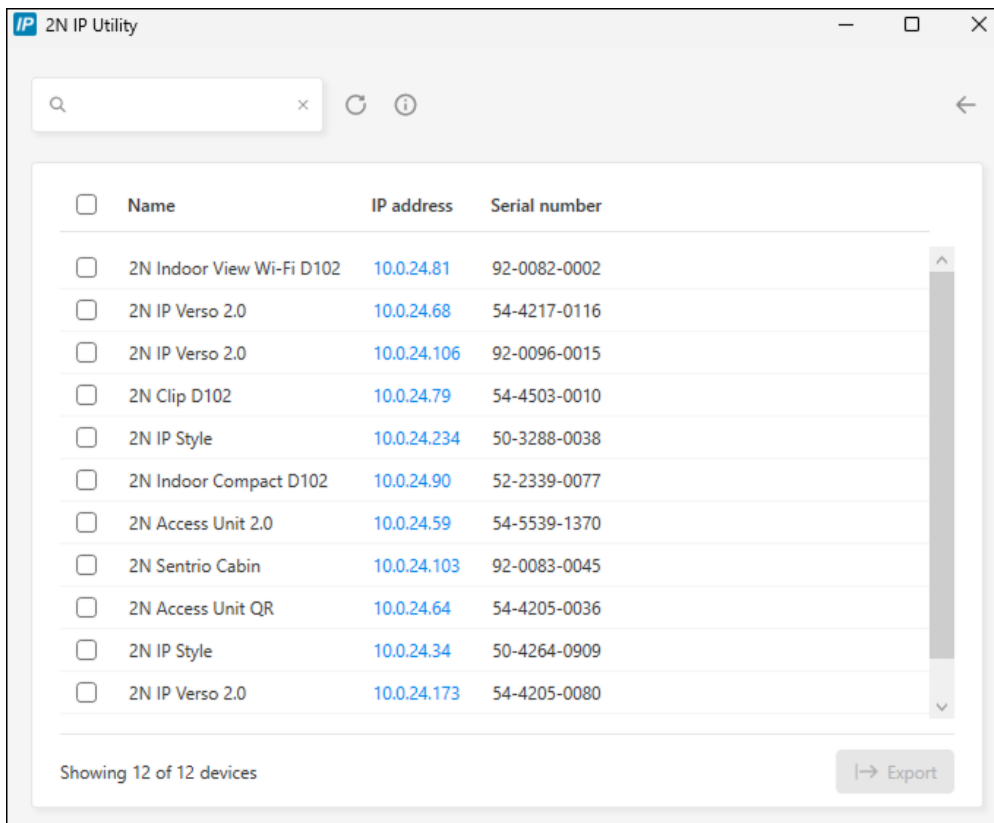 IP 2N IP Utility
Name IP address Serial number
2N Indoor View Wi-Fi D102 10.0.24.81 92-0082-0002
2N IP Verso 2.0 10.0.24.68 54-4217-0116
2N IP Verso 2.0 10.0.24.106 92-0096-0015
2N Clip D102 10.0.24.79 54-4503-0010
2N IP Style 10.0.24.234 50-3288-0038
2N Indoor Compact D102 10.0.24.90 52-2339-0077
2N Access Unit 2.0 10.0.24.59 54-5539-1370
2N Sentrio Cabin 10.0.24.103 92-0083-0045
2N Access Unit QR 10.0.24.64 54-4205-0036
2N IP Style 10.0.24.34 50-4264-0909
2N IP Verso 2.0 10.0.24.173 54-4205-0080
Showing 12 of 12 devices Export